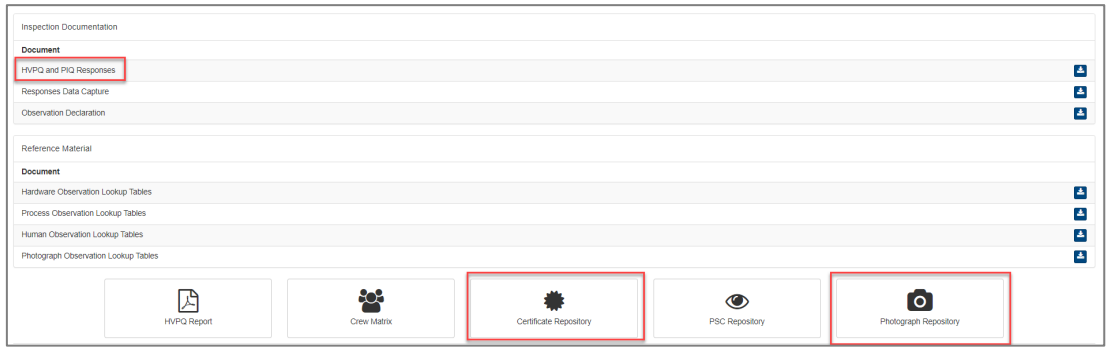 Inspection Documentation
Document
HVPQ and PIQ Responses
Responses Data Capture
Observation Declaration
Reference Material
Document
Hardware Observation Lookup Tables
Process Observation Lookup Tables
Human Observation Lookup Tables
Photograph Observation Lookup Tables
HVPQ Report
Crew Matrix
Certificate Repository
PSC Repository
Photograph Repository